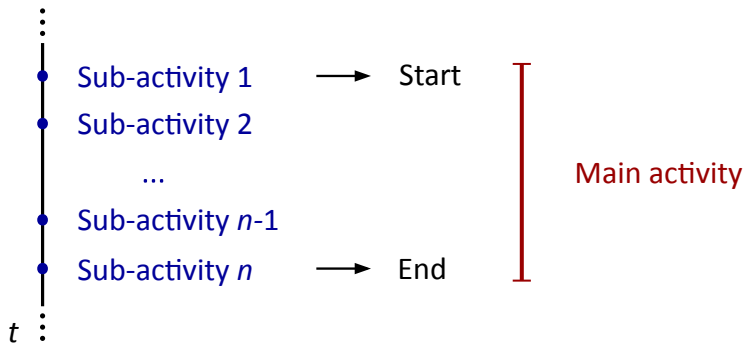 Sub-activity 1 Start
Sub-activity 2
...
Main activity
Sub-activity n-1
Sub-activity n End
t